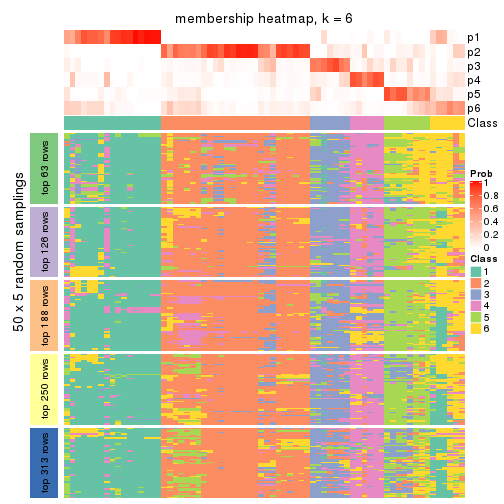 membership heatmap, k = 6
p1
p2
p3
p4
p5
p6
Class
50 x 5 random samplings
top 63 rows
top 126 rows
top 188 rows
top 250 rows
top 313 rows
Prob
1
0.8
0.6
0.4
0.2
0
Class
1
2
3
4
5
6